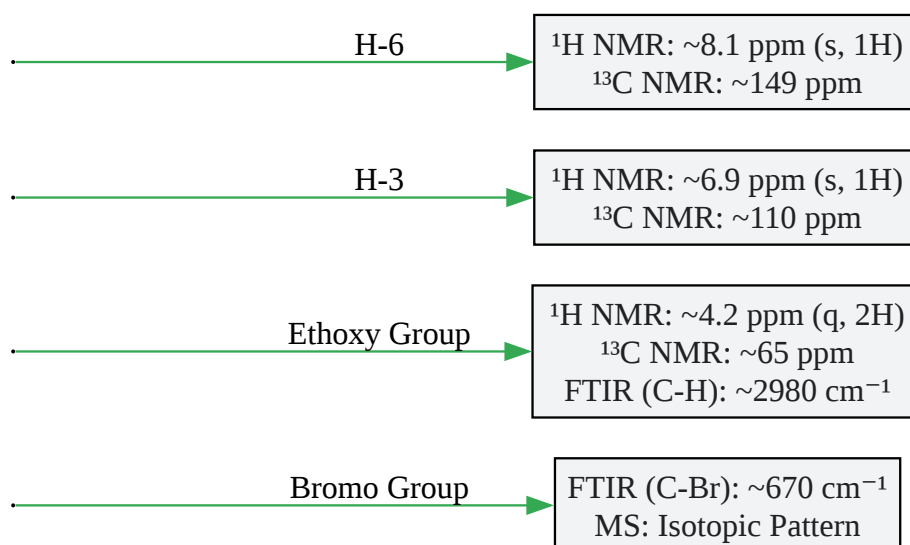 H-6
¹H NMR: ~8.1 ppm (s, 1H)
¹³C NMR: ~149 ppm
H-3
¹H NMR: ~6.9 ppm (s, 1H)
¹³C NMR: ~110 ppm
Ethoxy Group
¹H NMR: ~4.2 ppm (q, 2H)
¹³C NMR: ~65 ppm
FTIR (C-H): ~2980 cm⁻¹
Bromo Group
FTIR (C-Br): ~670 cm⁻¹
MS: Isotopic Pattern